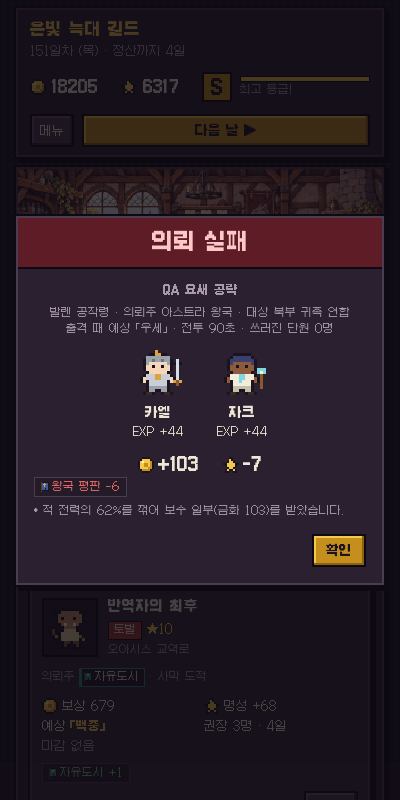 은빛 늑대 길드
151일차 (목) · 정산까지 4일
18205 6317 S 최고 등급!
메뉴 다음 날 ▶
의뢰 실패
QA 요새 공략
발렌 공작령 · 의뢰주 아스트라 왕국 · 대상 북부 귀족 연합
출격 때 예상 「우세」 · 전투 90초 · 쓰러진 단원 0명
카엘 자크
EXP +44 EXP +44
+103 -7
왕국 평판 -6
• 적 전력의 62%를 꺾어 보수 일부(금화 103)를 받았습니다.
확인
반역자의 최후
토벌 ★10
오아시스 교역로
의뢰주 자유도시 · 사막 도적
보상 679 명성 +68
예상 「백중」 권장 3명 · 4일
마감 없음
자유도시 +1